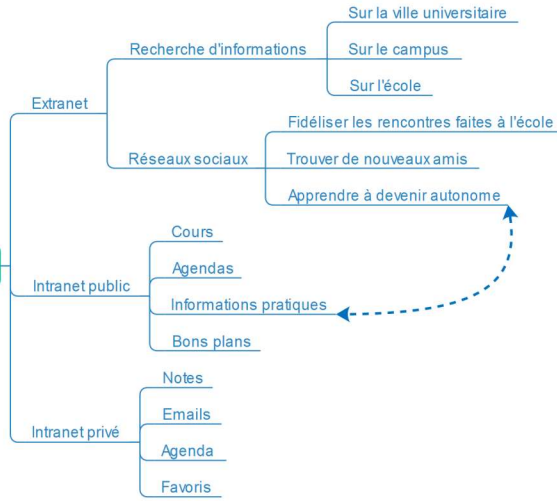 Sur la ville universitaire
Recherche d'informations
Sur le campus
Sur l'école
Extranet
Fidéliser les rencontres faites à l'école
Réseaux sociaux
Trouver de nouveaux amis
Apprendre à devenir autonome
Cours
Agendas
Intranet public
Informations pratiques
Bons plans
Notes
Emails
Intranet privé
Agenda
Favoris